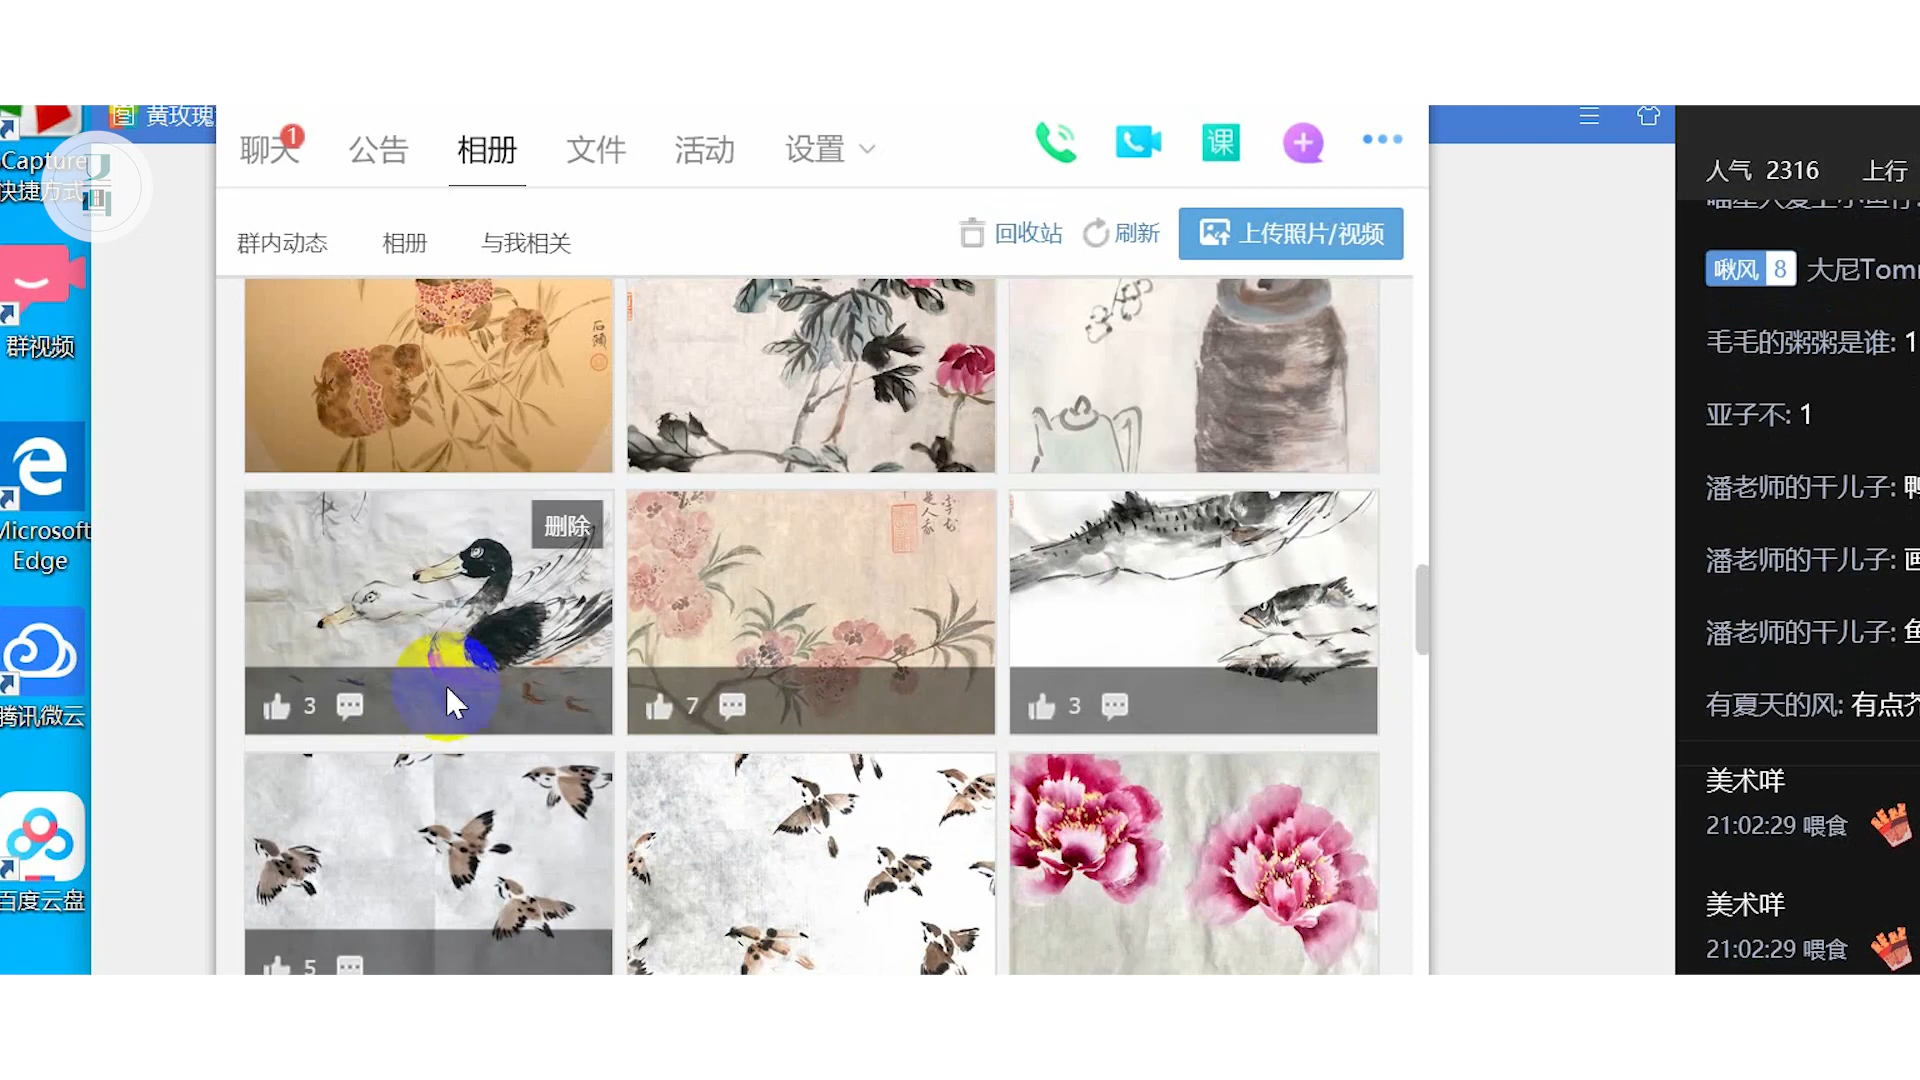 Capture
快捷方式
群视频
Microsoft
Edge
腾讯微云
百度云盘
黄玫瑰
聊天
1
公告
相册
文件
活动
设置
课
群内动态
相册
与我相关
回收站
刷新
上传照片/视频
石頭
删除
3
7
3
5
人气 2316
上行
啾风 8 大尼Tom
毛毛的粥粥是谁: 1
亚子不: 1
潘老师的干儿子: 鸭
潘老师的干儿子: 画
潘老师的干儿子: 鱼
有夏天的风: 有点芥
美术咩
21:02:29 喂食
美术咩
21:02:29 喂食